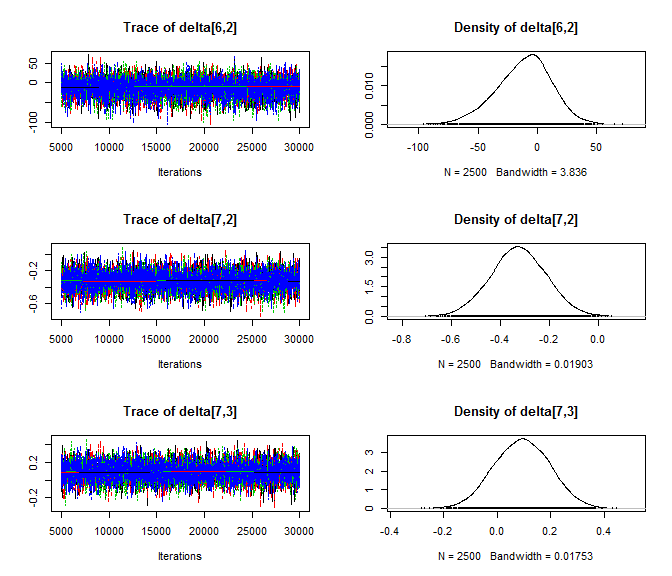 Trace of delta[6,2]
50
0
-100
5000 10000 15000 20000 25000 30000
Iterations
Density of delta[6,2]
0.010
0.000
-100 -50 0 50
N = 2500 Bandwidth = 3.836
Trace of delta[7,2]
-0.2
-0.6
5000 10000 15000 20000 25000 30000
Iterations
Density of delta[7,2]
3.0
1.5
0.0
-0.8 -0.6 -0.4 -0.2 0.0
N = 2500 Bandwidth = 0.01903
Trace of delta[7,3]
0.2
-0.2
5000 10000 15000 20000 25000 30000
Iterations
Density of delta[7,3]
3
2
1
0
-0.4 -0.2 0.0 0.2 0.4
N = 2500 Bandwidth = 0.01753